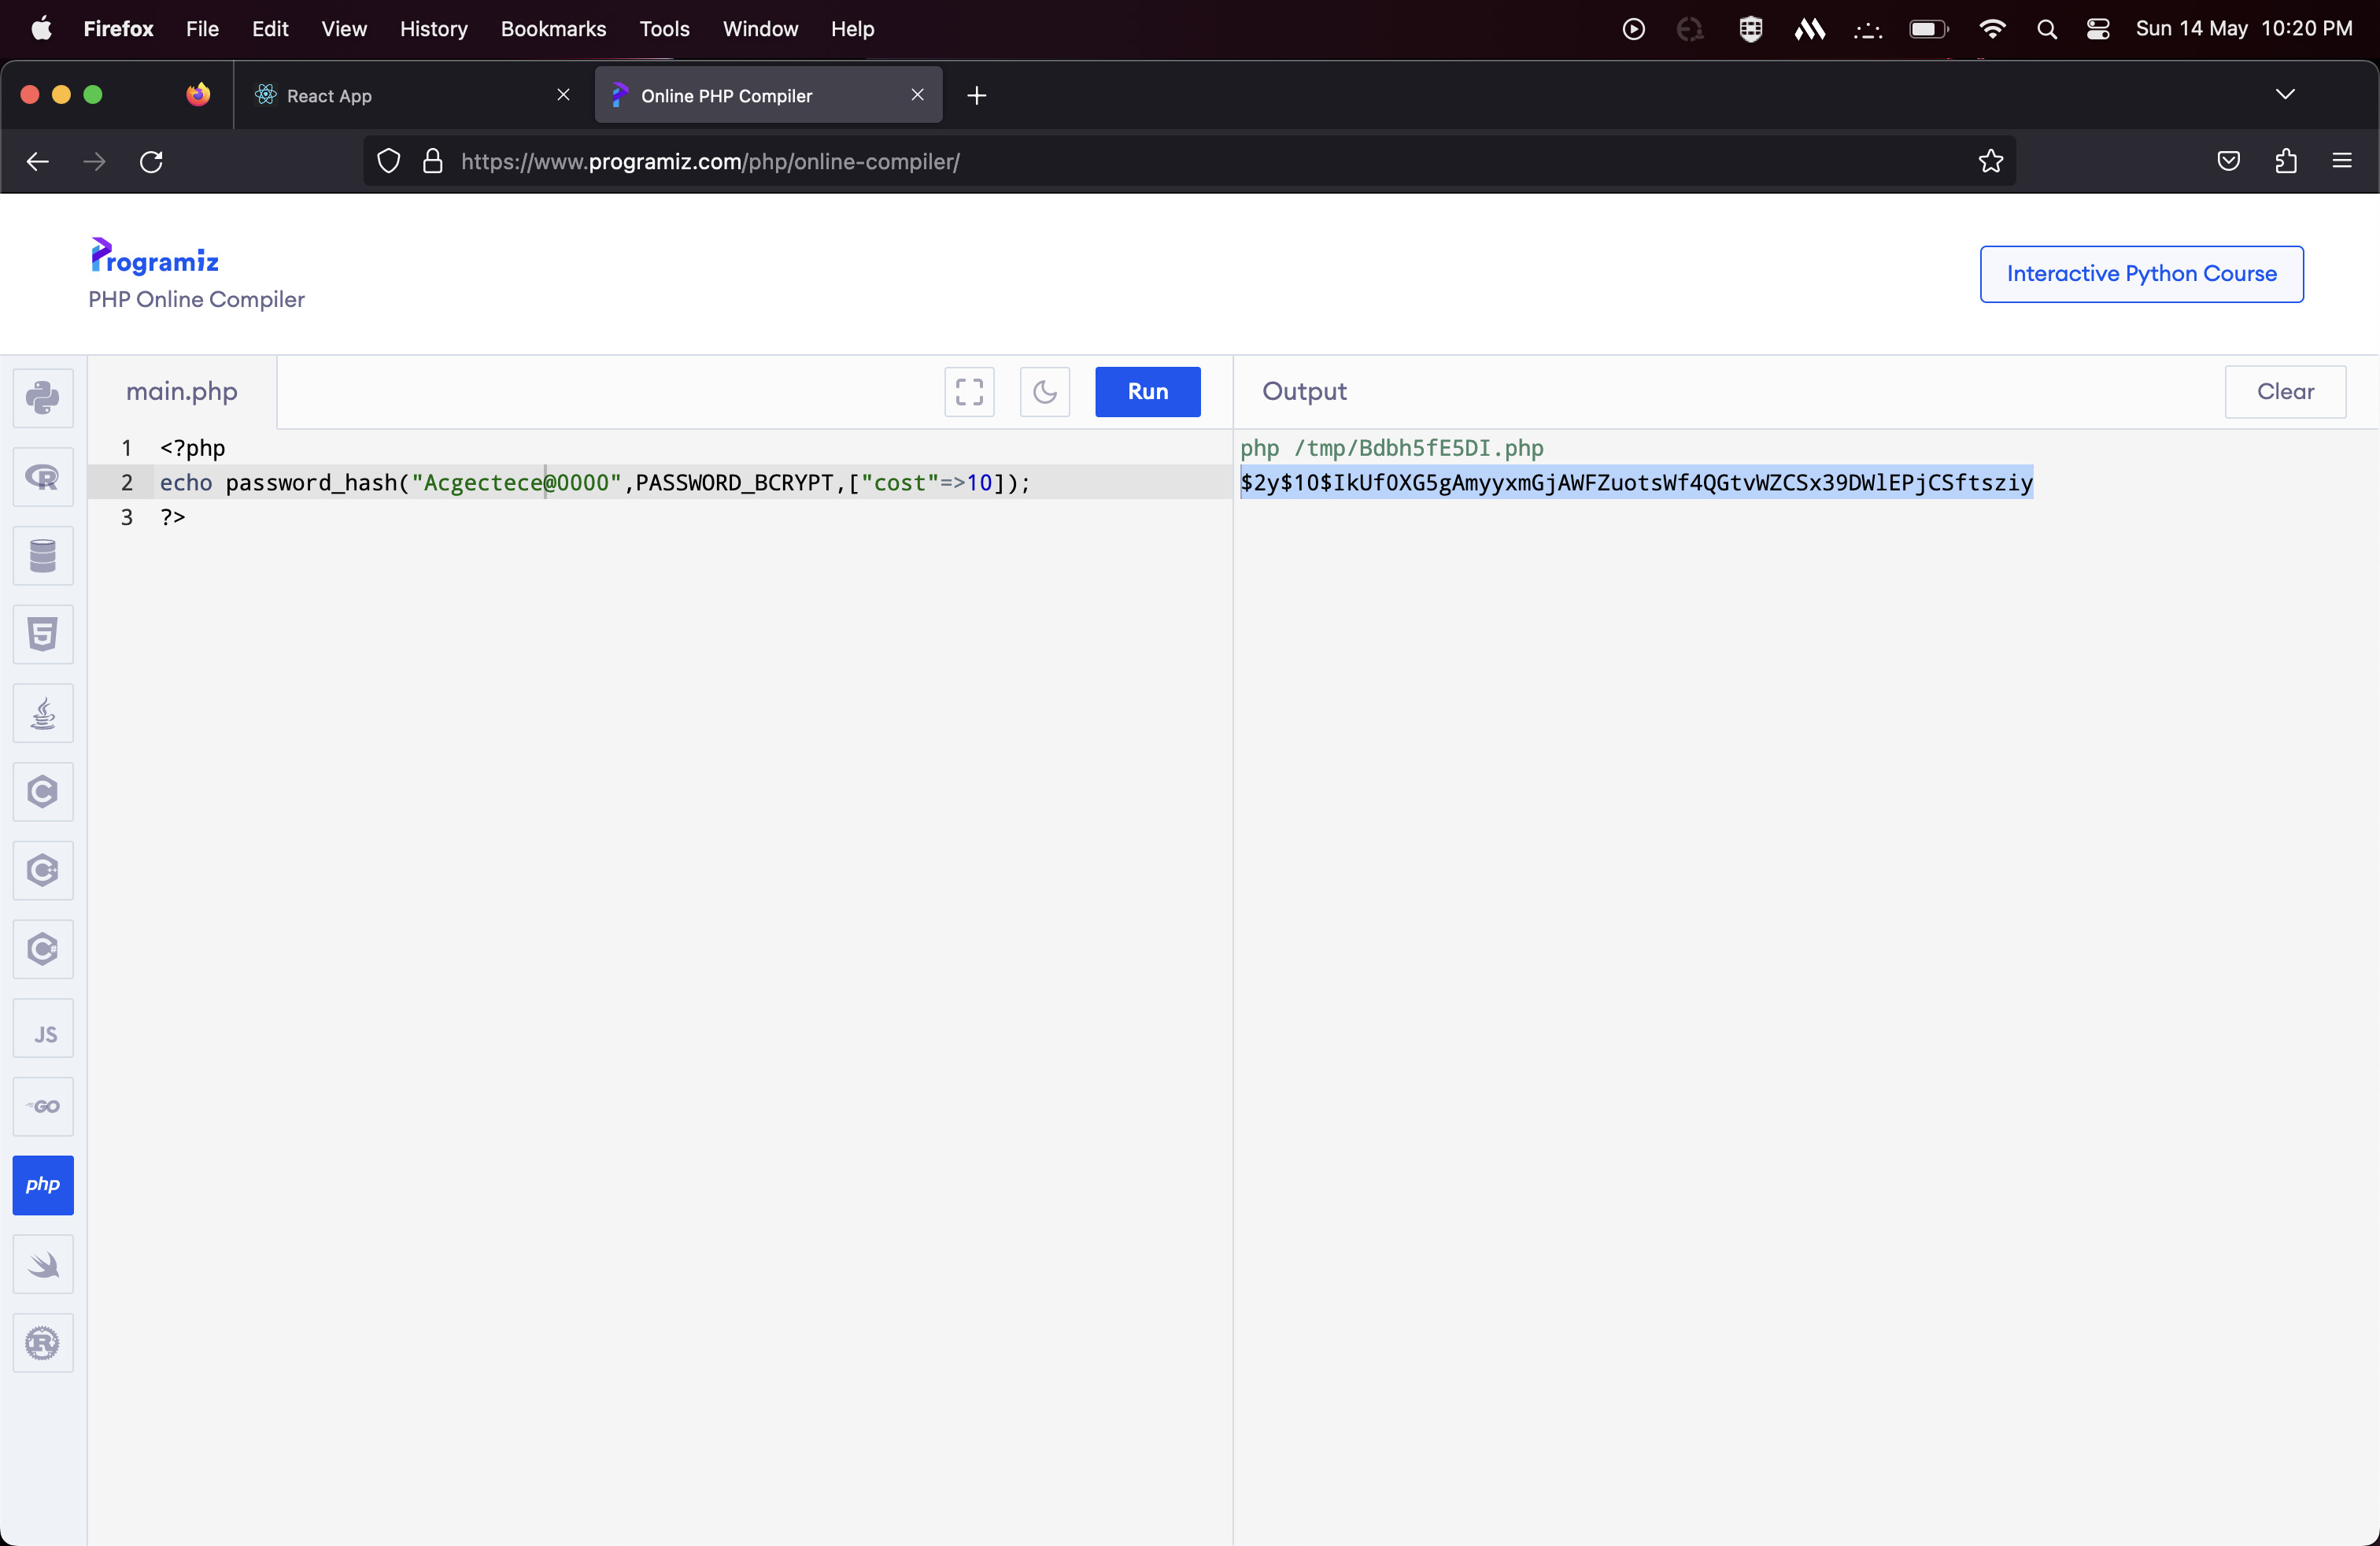 Firefox File Edit View History Bookmarks Tools Window Help Sun 14 May 10:20 PM
React App Online PHP Compiler
https://www.programiz.com/php/online-compiler/
Programiz
PHP Online Compiler
Interactive Python Course
main.php Run Output Clear
1 <?php
2 echo password_hash("Acgectece@0000",PASSWORD_BCRYPT,["cost"=>10]);
3 ?>
php /tmp/Bdbh5fE5DI.php
$2y$10$IkUf0XG5gAmyyxmGjAWFZuotsWf4QGtvWZCSx39DWlEPjCSftsziy
R
5
C
C
C
JS
GO
php
R